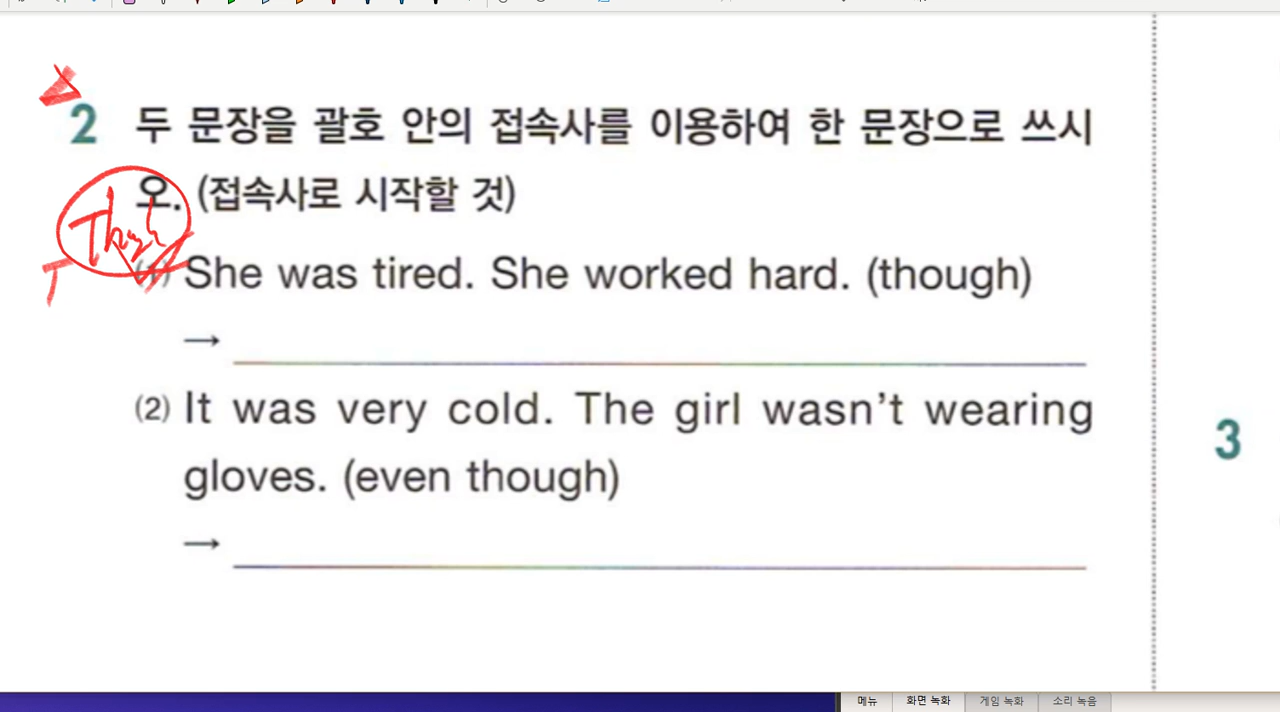 2 두 문장을 괄호 안의 접속사를 이용하여 한 문장으로 쓰시
오. (접속사로 시작할 것)
She was tired. She worked hard. (though)
→
(2) It was very cold. The girl wasn't wearing
gloves. (even though)
→
3
메뉴 화면 녹화 게임 녹화 소리 녹음